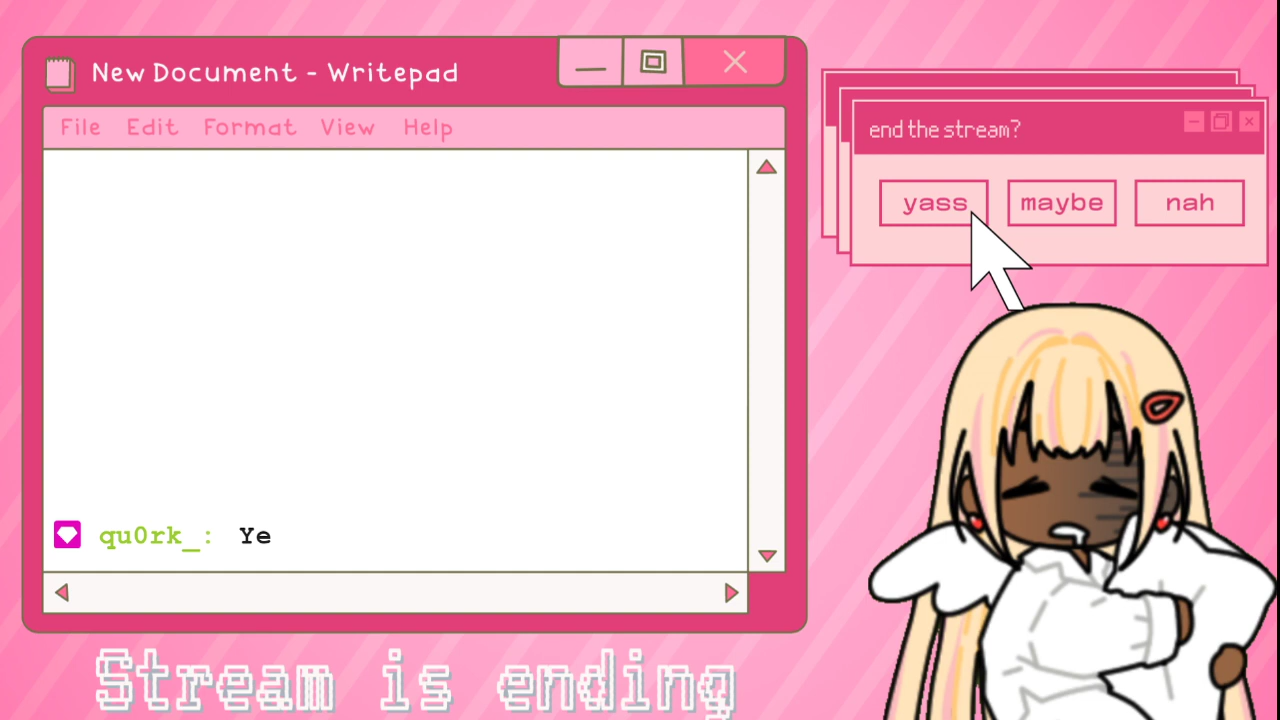 New Document - Writepad
File Edit Format View Help
end the stream?
yass maybe nah
qu0rk_: Ye
Stream is ending